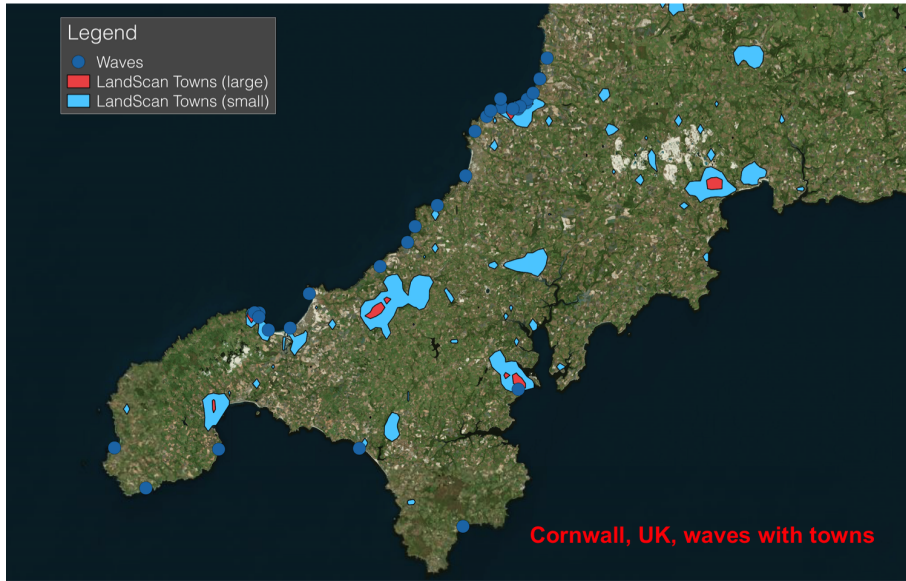 Legend
Waves
LandScan Towns (large)
LandScan Towns (small)
Cornwall, UK, waves with towns